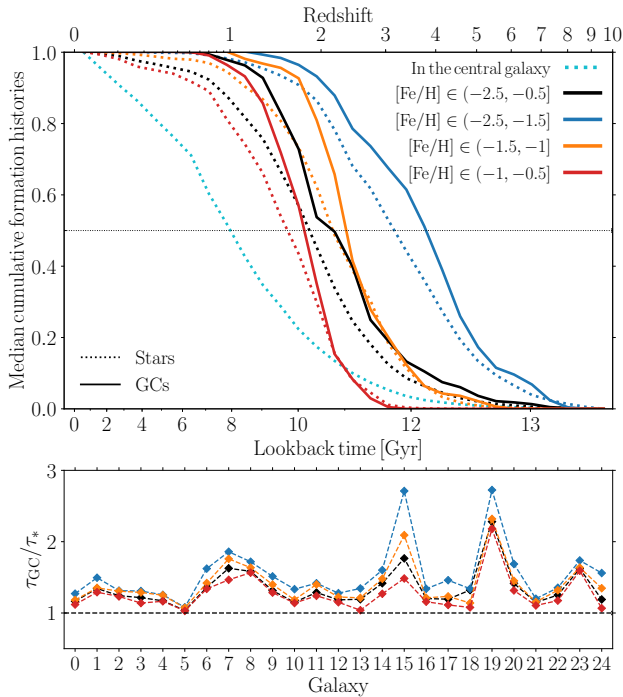 Redshift
0 1 2 3 4 5 6 7 8 9 10
Median cumulative formation histories
1.0
0.8
0.6
0.4
0.2
0.0
In the central galaxy
[Fe/H] ∈ (−2.5, −0.5)
[Fe/H] ∈ (−2.5, −1.5)
[Fe/H] ∈ (−1.5, −1)
[Fe/H] ∈ (−1, −0.5)
Stars
GCs
0 2 4 6 8 10 12 13
Lookback time [Gyr]
τ_GC/τ_*
3
2
1
0 1 2 3 4 5 6 7 8 9 10 11 12 13 14 15 16 17 18 19 20 21 22 23 24
Galaxy